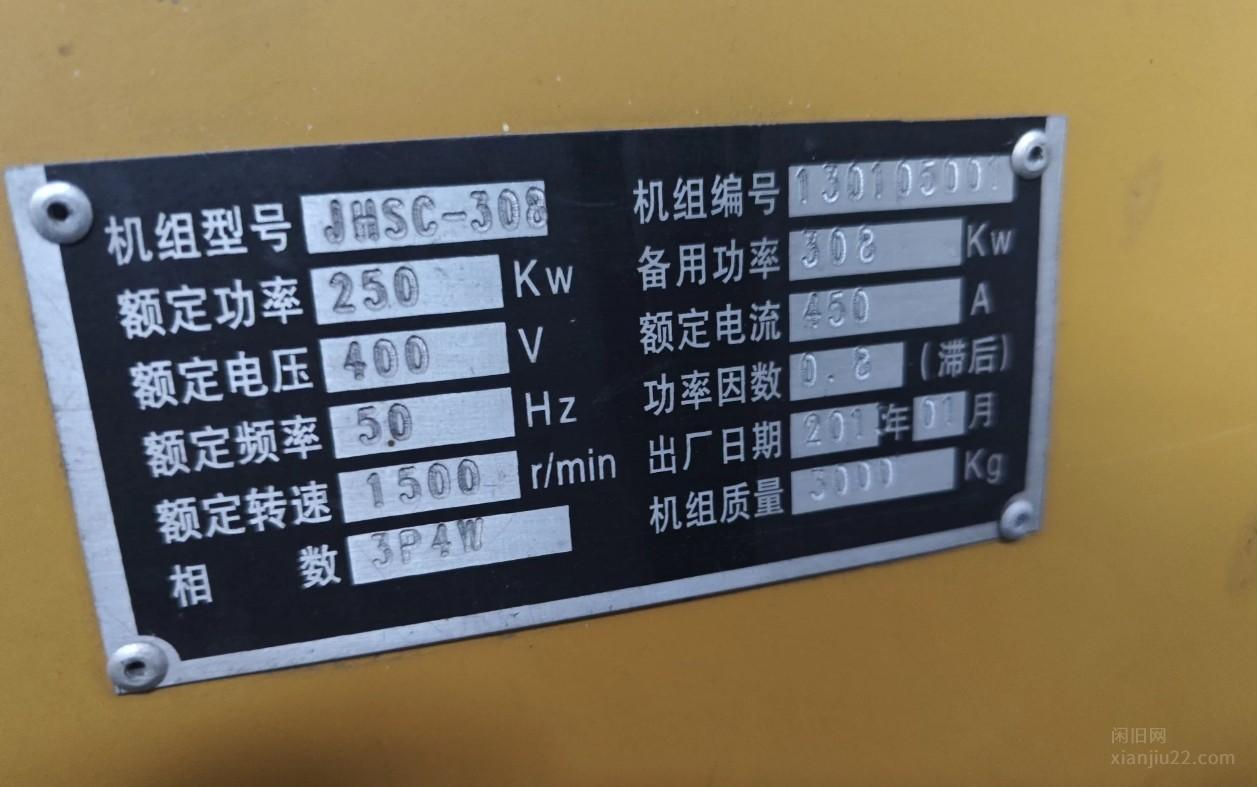 机组型号 JHSC-308
额定功率 250 Kw
额定电压 400 V
额定频率 50 Hz
额定转速 1500 r/min
相 数 3P4W
机组编号 130105001
备用功率 308 Kw
额定电流 450 A
功率因数 0.8 (滞后)
出厂日期 年 01 月
机组质量 3000 Kg
闲旧网
xianjiu22.com